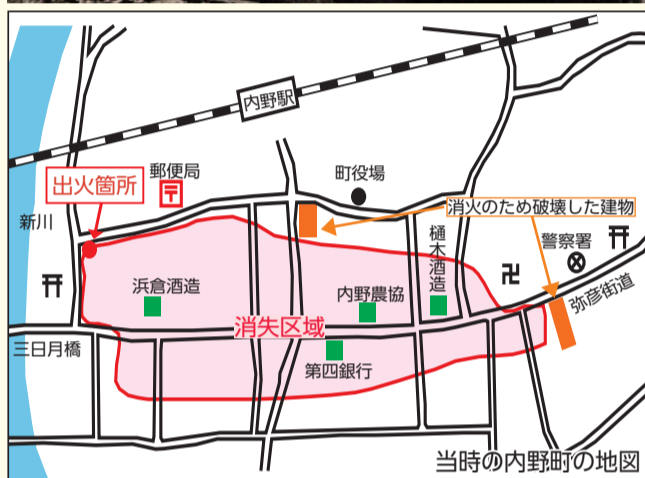 内野駅
郵便局
〒
出火箇所
町役場
新川
消火のため破壊した建物
樋木酒造
警察署
卍
弥彦街道
浜倉酒造
内野農協
消失区域
三日月橋
第四銀行
当時の内野町の地図